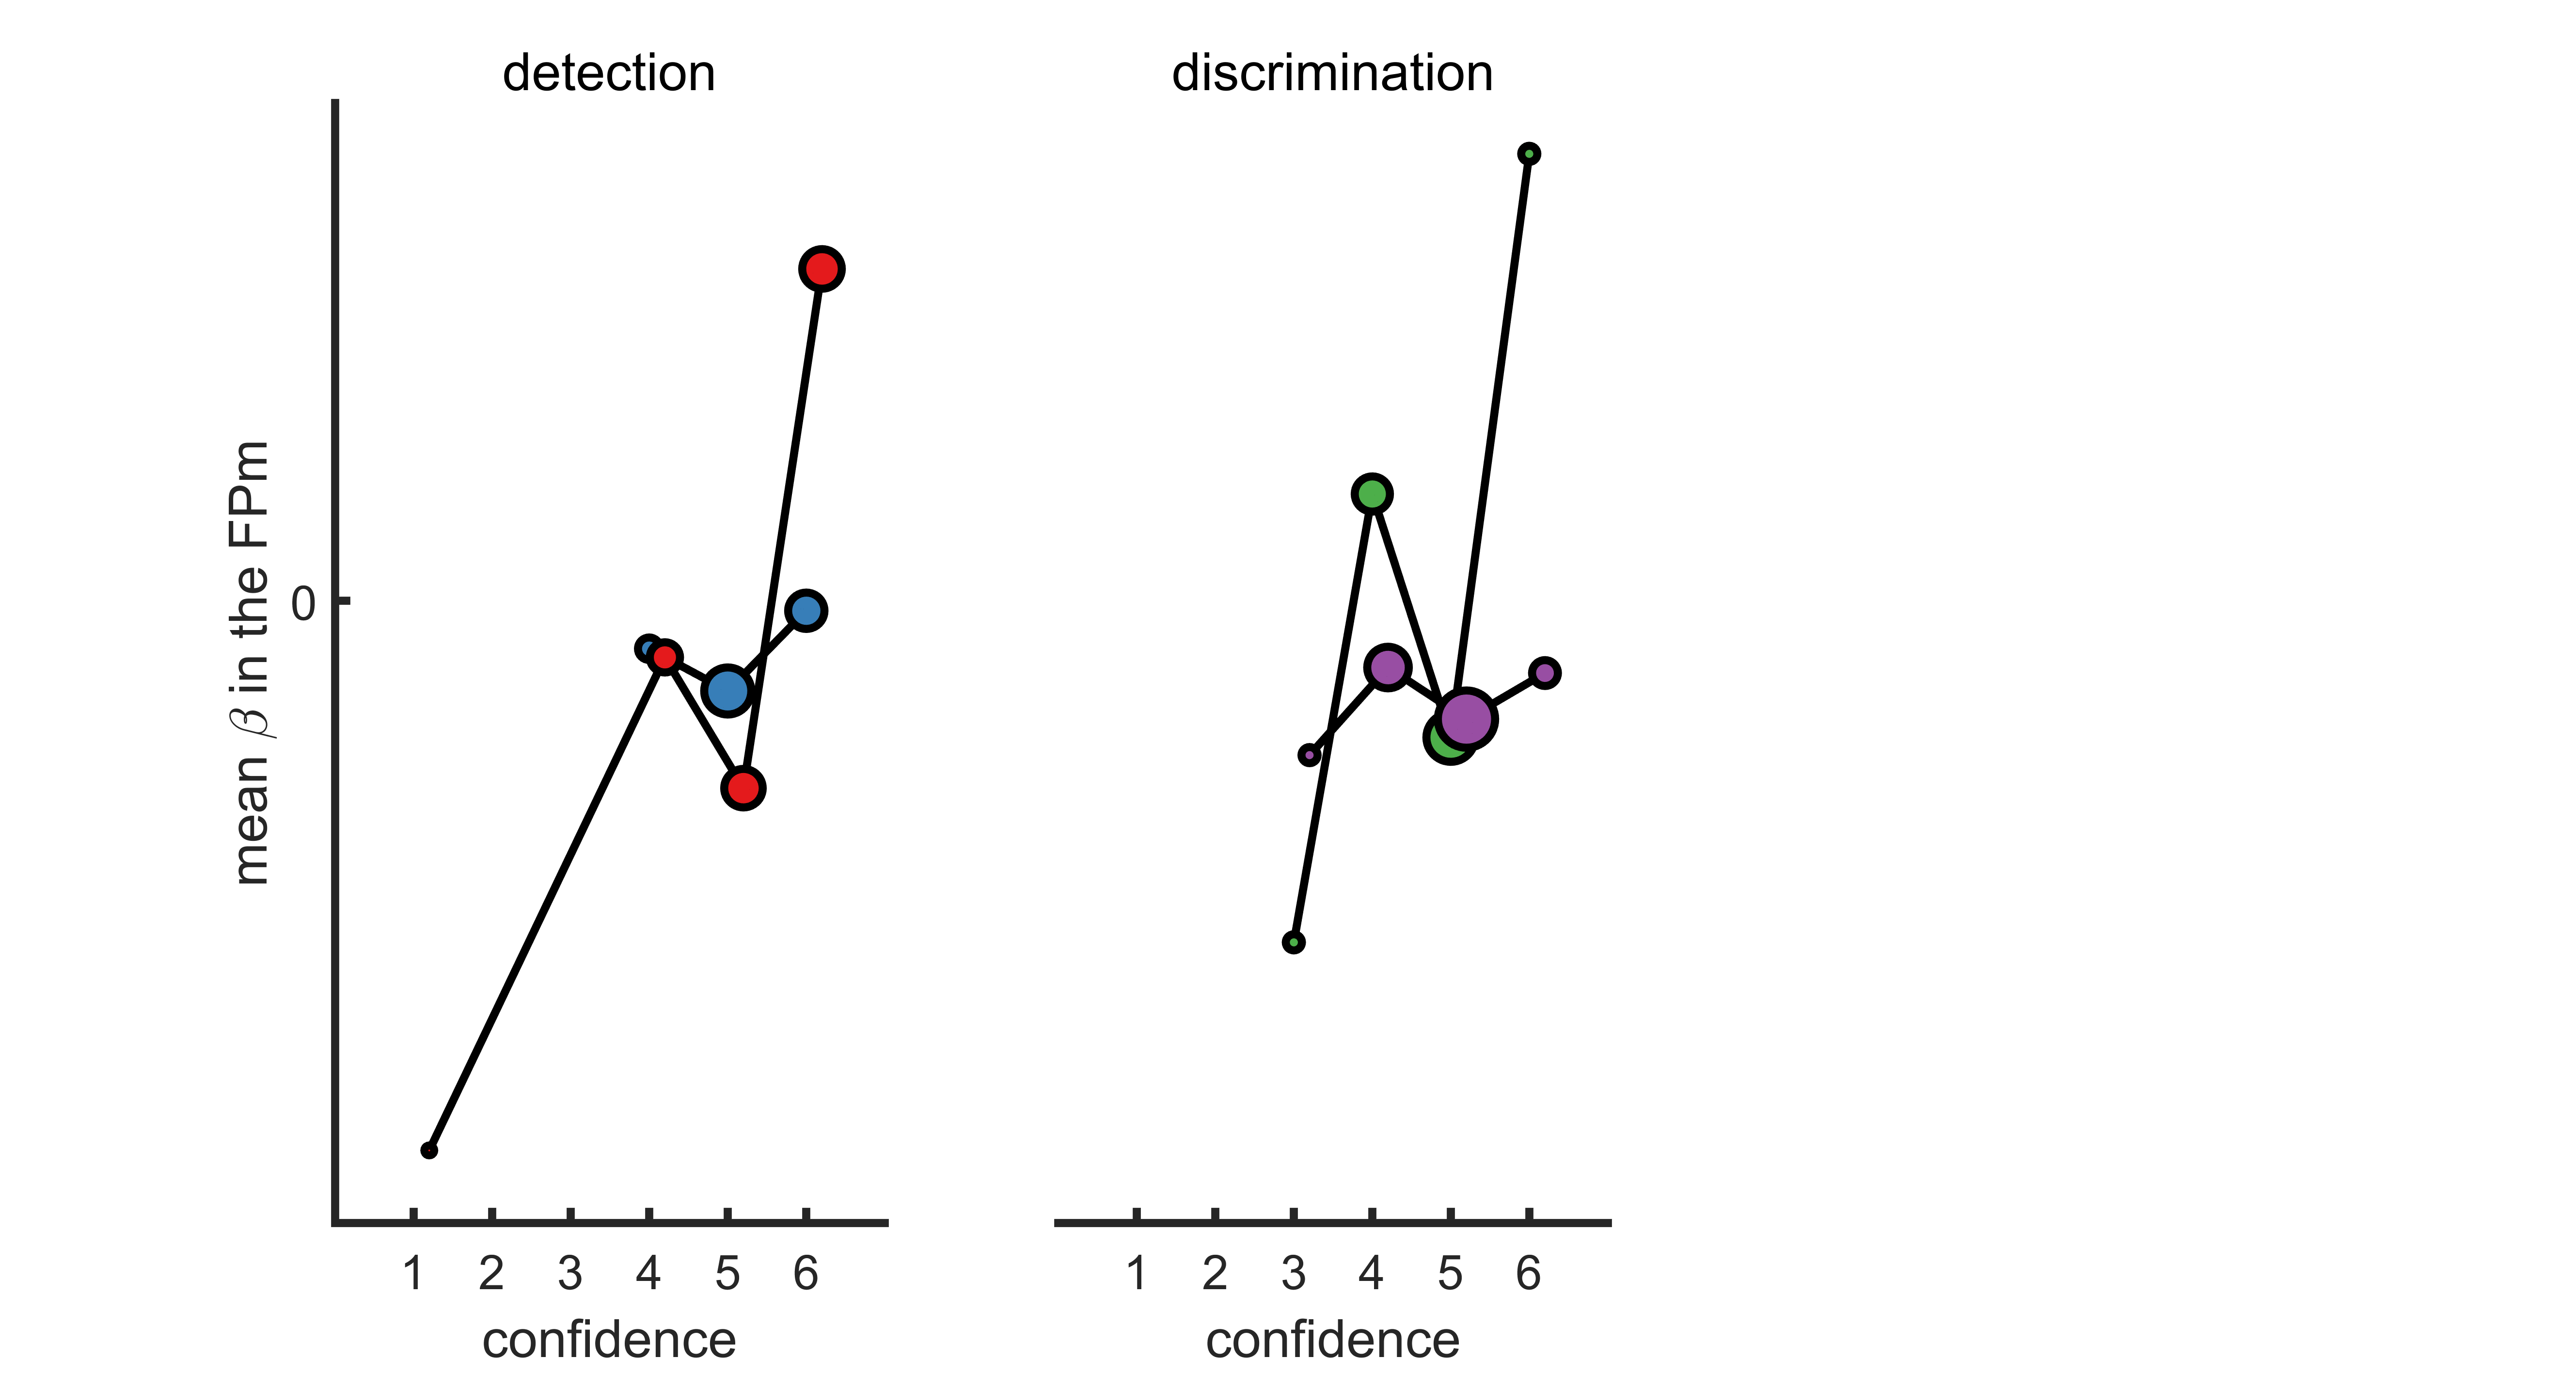 detection
discrimination
mean β in the FPm
0
1 2 3 4 5 6
1 2 3 4 5 6
confidence
confidence